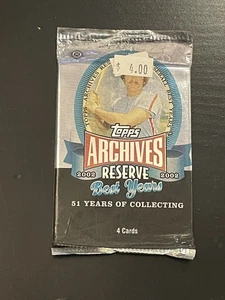 $ 4.00
Topps
ARCHIVES
2002 RESERVE 2002
Best Years
51 YEARS OF COLLECTING
4 Cards